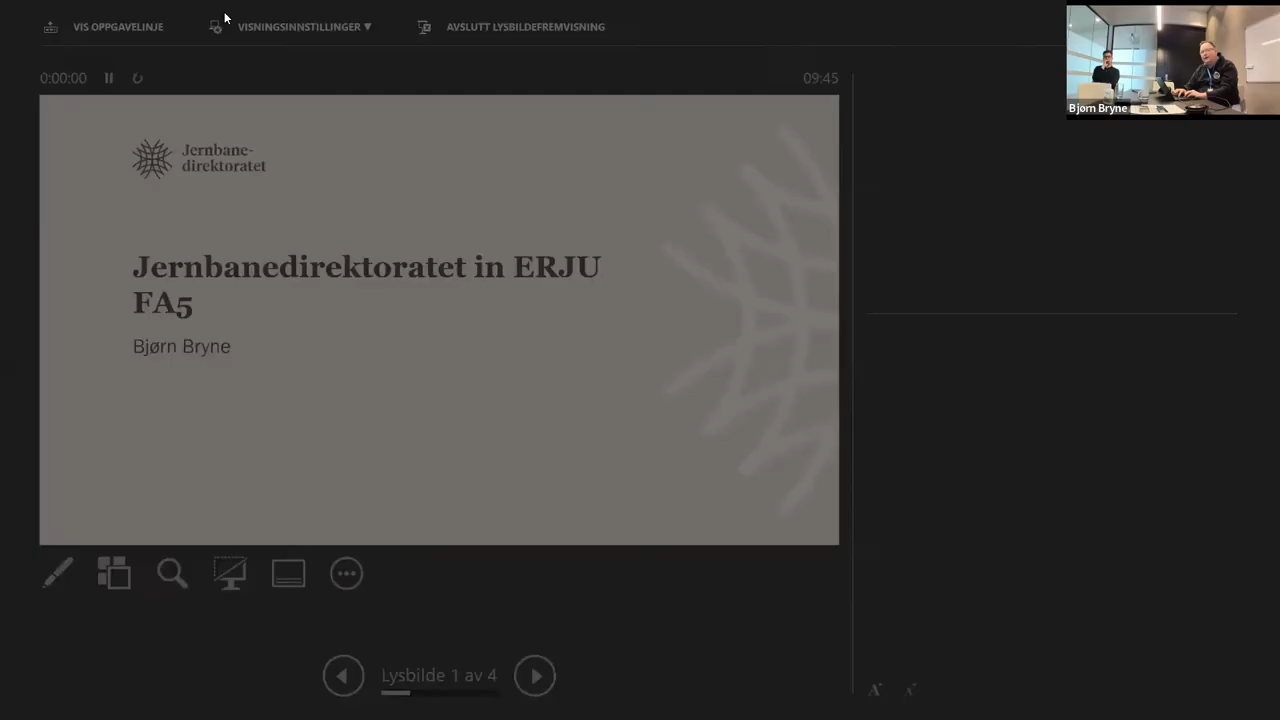 VIS OPPGAVELINJE
VISNINGSINNSTILLINGER ▼
AVSLUTT LYSBILDEFREMVISNING
0:00:00
09:45
Jernbane-
direktoratet
Jernbanedirektoratet in ERJU
FA5
Bjørn Bryne
Lysbilde 1 av 4
A A
Bjørn Bryne